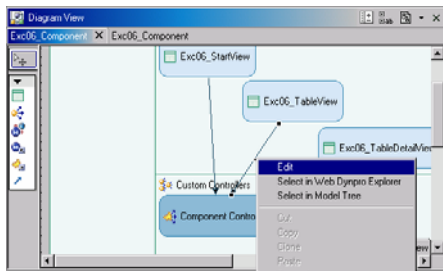 Diagram View
Exc06_Component Exc06_Component
Exc06_StartView
Exc06_TableView
Exc06_TableDetailView
Custom Controllers
Component Contro
Edit
Select in Web Dynpro Explorer
Select in Model Tree
Cut
Copy
Clone
Paste
ew